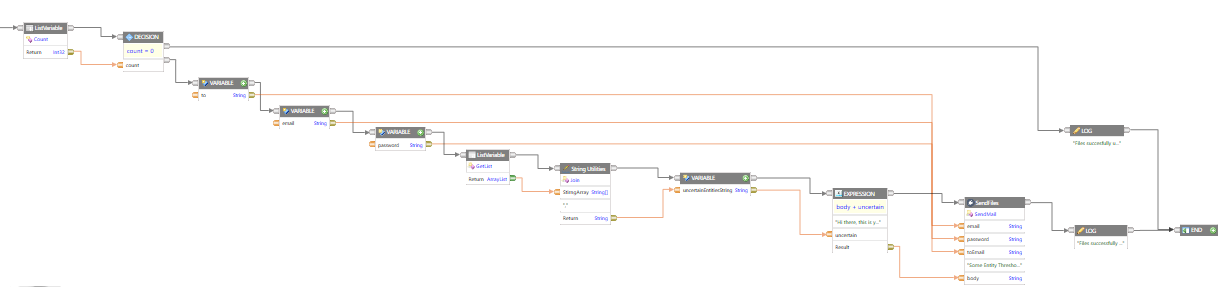 ListVariable
Count
Return Int32
DECISION
count = 0
count
VARIABLE
to String
VARIABLE
email String
VARIABLE
password String
ListVariable
GetList
Return ArrayList
String Utilities
Join
StringArray String[]
","
Return String
VARIABLE
uncertainEntitiesString String
EXPRESSION
body + uncertain
"Hi there, this is y..."
uncertain
Result
SendFiles
SendMail
email String
password String
toEmail String
"Some Entity Thresho..."
body String
LOG
"Files succesfully u..."
LOG
"Files successfully ..."
END